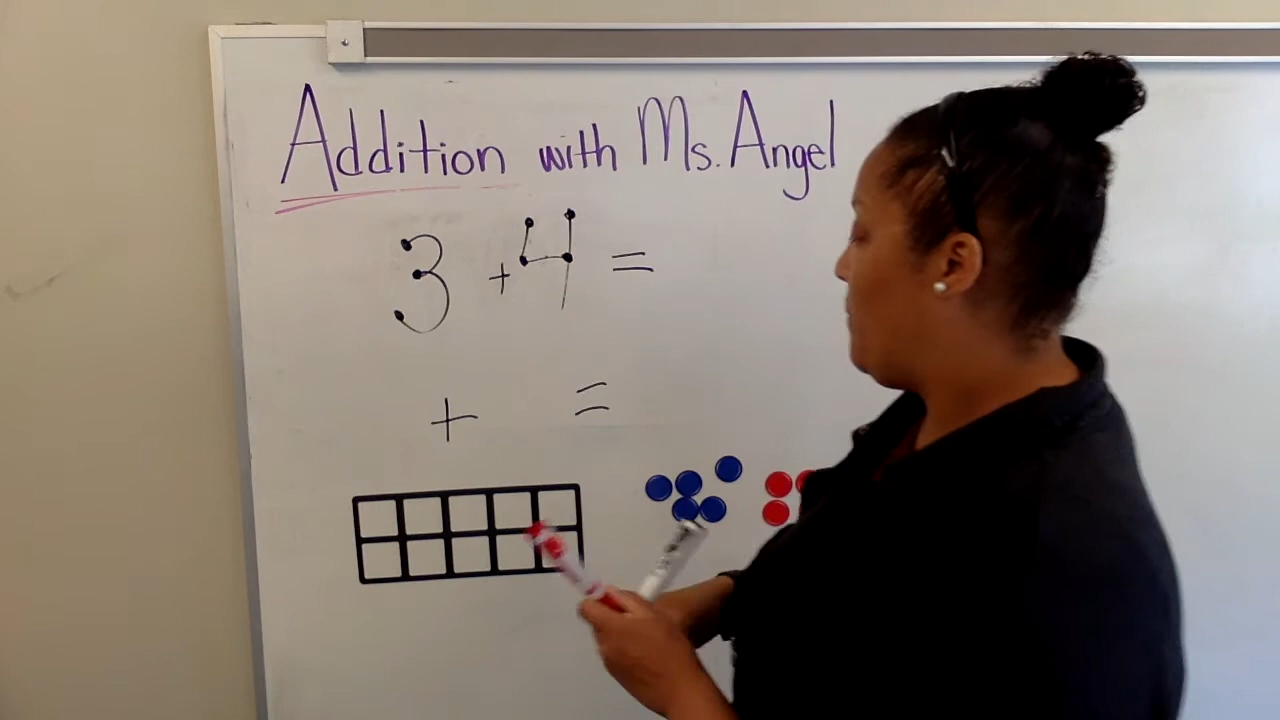 Addition with Ms. Angel
3 + 4 =
+ =